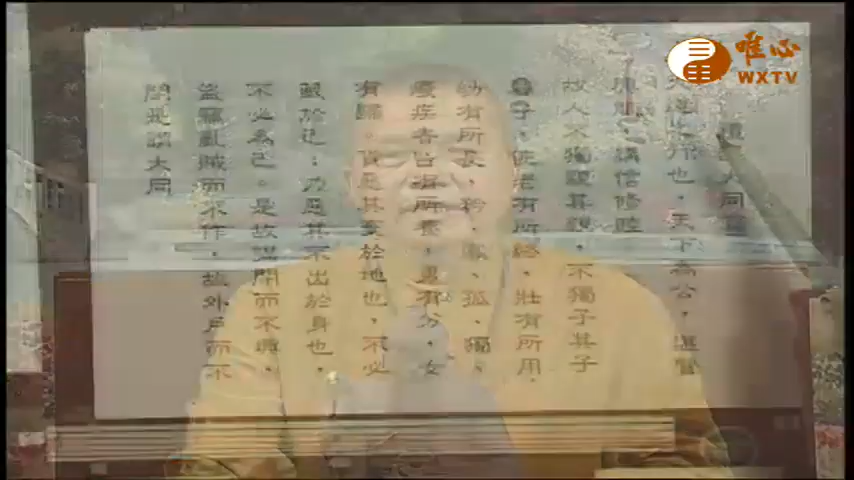 唯心
WXTV
大道之行也，天下為公，選賢
與能，講信修睦
故人不獨親其親，不獨子其子
使老有所終，壯有所用，
幼有所長，矜、寡、孤、獨、
癈疾者皆有所養，男有分，女
有歸。貨惡其棄於地也，不必
藏於己；力惡其不出於身也，
不必為己。是故謀閉而不興，
盜竊亂賊而不作，故外戶而不
閉是謂大同